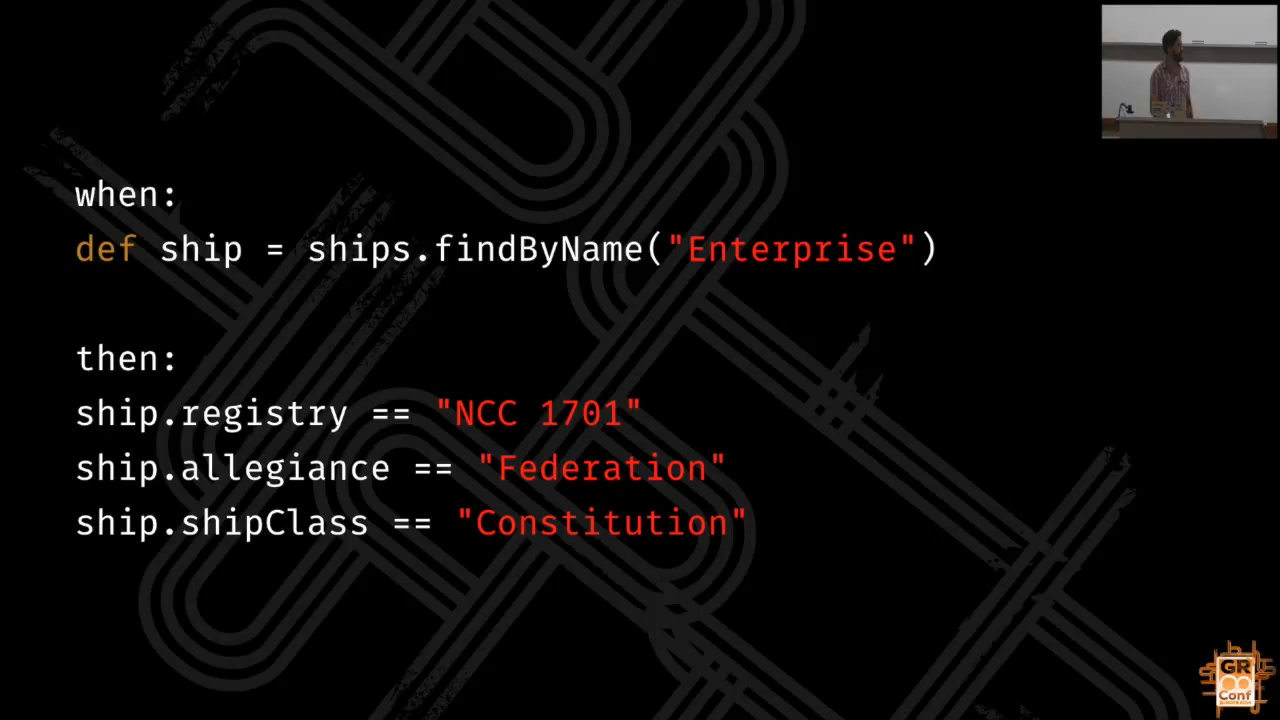 when:
def ship = ships.findByName("Enterprise")
then:
ship.registry == "NCC 1701"
ship.allegiance == "Federation"
ship.shipClass == "Constitution"
GR
Conf